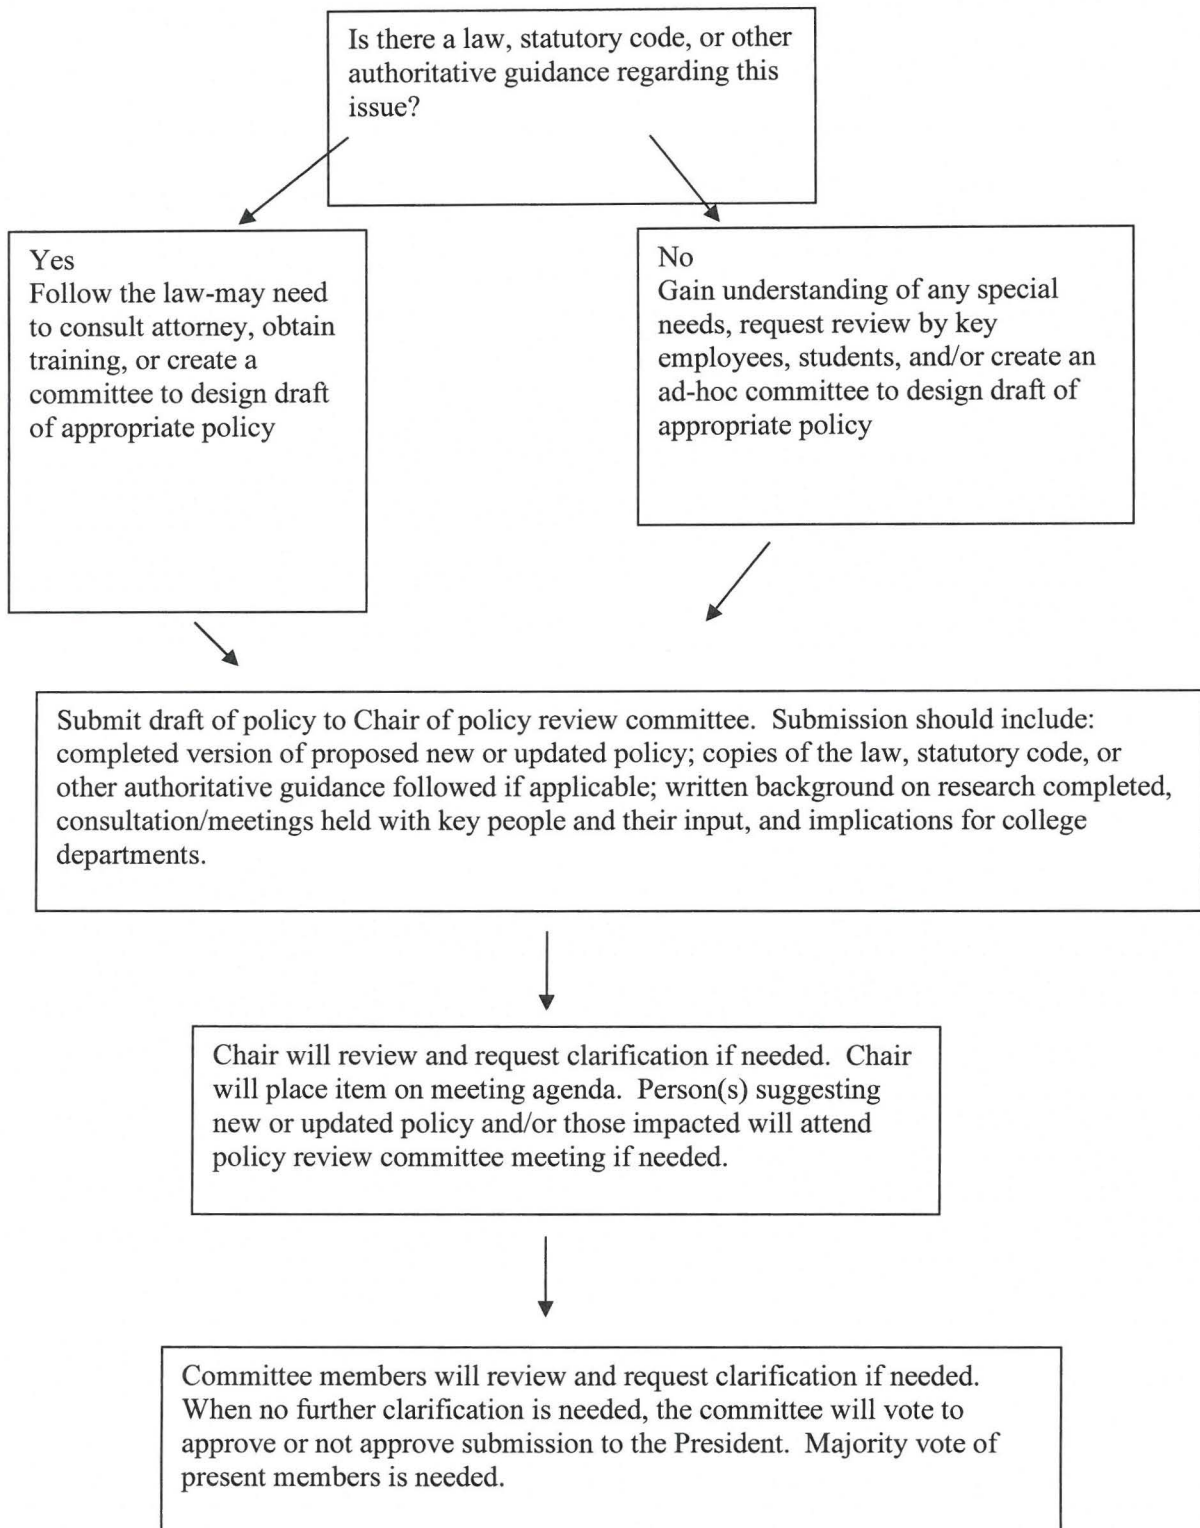 Is there a law, statutory code, or other
authoritative guidance regarding this
issue?
Yes
Follow the law-may need
to consult attorney, obtain
training, or create a
committee to design draft
of appropriate policy
No
Gain understanding of any special
needs, request review by key
employees, students, and/or create an
ad-hoc committee to design draft of
appropriate policy
Submit draft of policy to Chair of policy review committee.  Submission should include:
completed version of proposed new or updated policy; copies of the law, statutory code, or
other authoritative guidance followed if applicable; written background on research completed,
consultation/meetings held with key people and their input, and implications for college
departments.
Chair will review and request clarification if needed.  Chair
will place item on meeting agenda.  Person(s) suggesting
new or updated policy and/or those impacted will attend
policy review committee meeting if needed.
Committee members will review and request clarification if needed.
When no further clarification is needed, the committee will vote to
approve or not approve submission to the President.  Majority vote of
present members is needed.